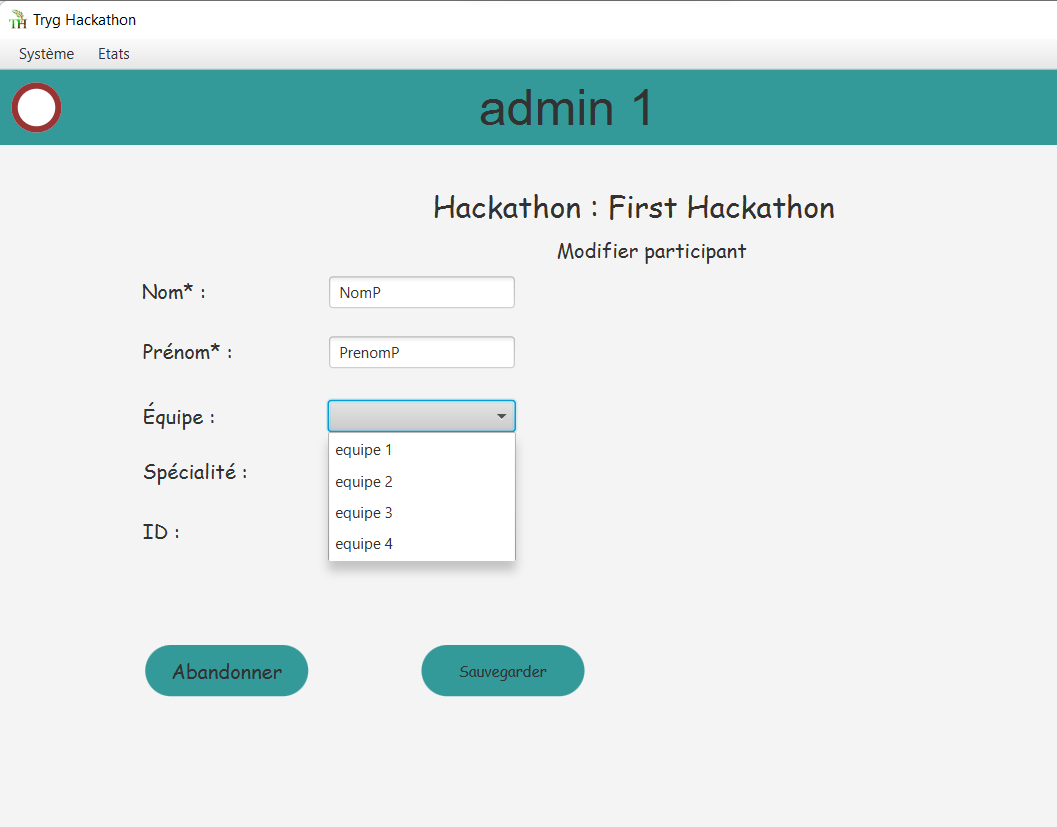 TH Tryg Hackathon
Système Etats
admin 1
Hackathon : First Hackathon
Modifier participant
Nom* : NomP
Prénom* : PrenomP
Équipe :
equipe 1
Spécialité :
equipe 2
equipe 3
ID :
equipe 4
Abandonner Sauvegarder